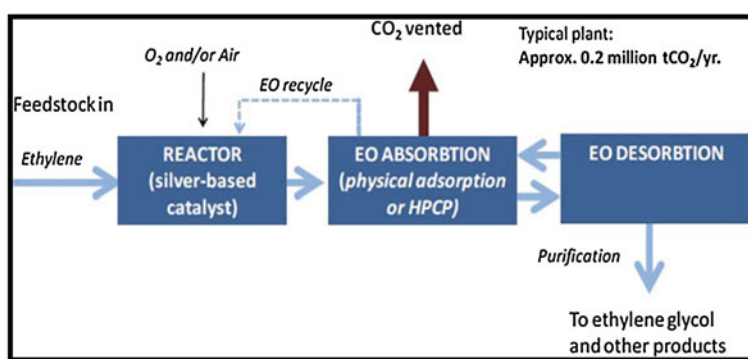 CO₂ vented
Typical plant:
Approx. 0.2 million tCO₂/yr.
O₂ and/or Air
EO recycle
Feedstock in
Ethylene
REACTOR
(silver-based
catalyst)
EO ABSORBTION
(physical adsorption
or HPCP)
EO DESORBTION
Purification
To ethylene glycol
and other products